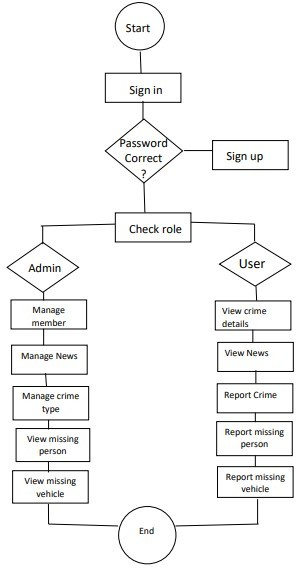 Start
Sign in
Password
Correct
?
Sign up
Check role
Admin
User
Manage
member
View crime
details
Manage News
View News
Manage crime
type
Report Crime
View missing
person
Report missing
person
View missing
vehicle
Report missing
vehicle
End